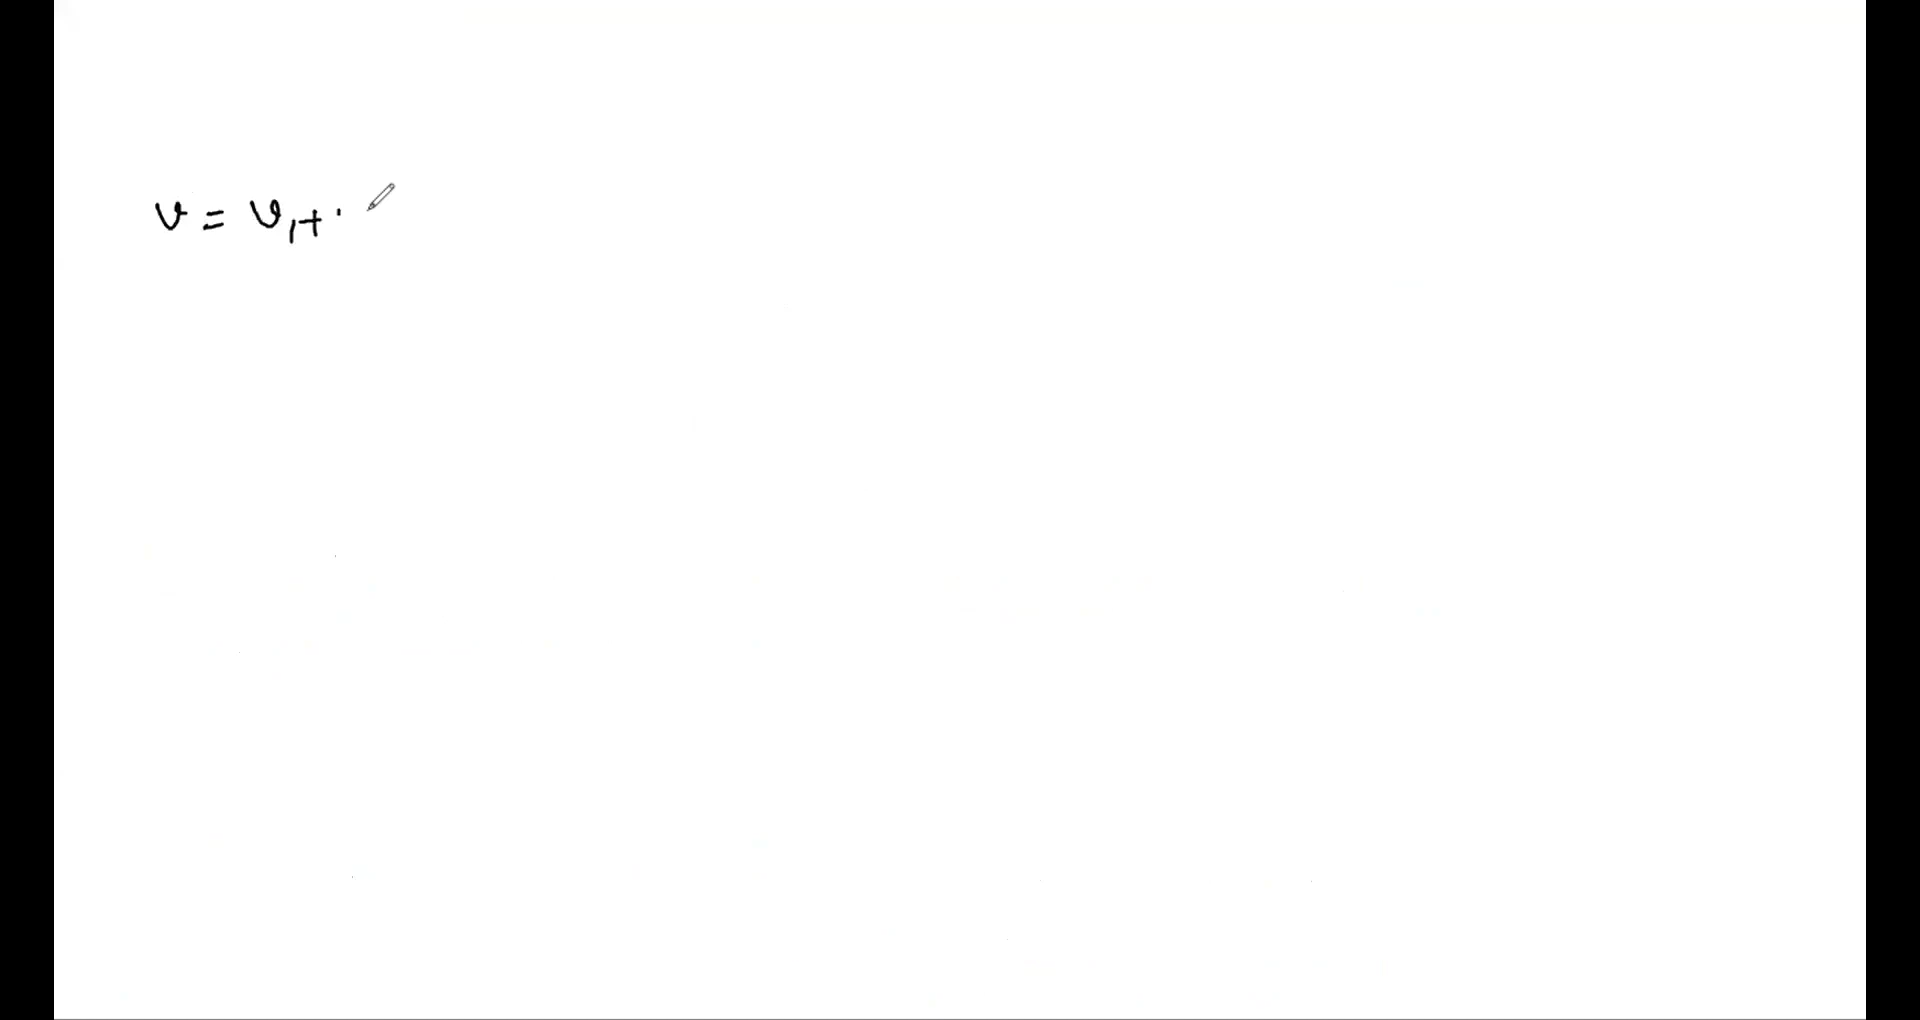 v = v₁+ ·